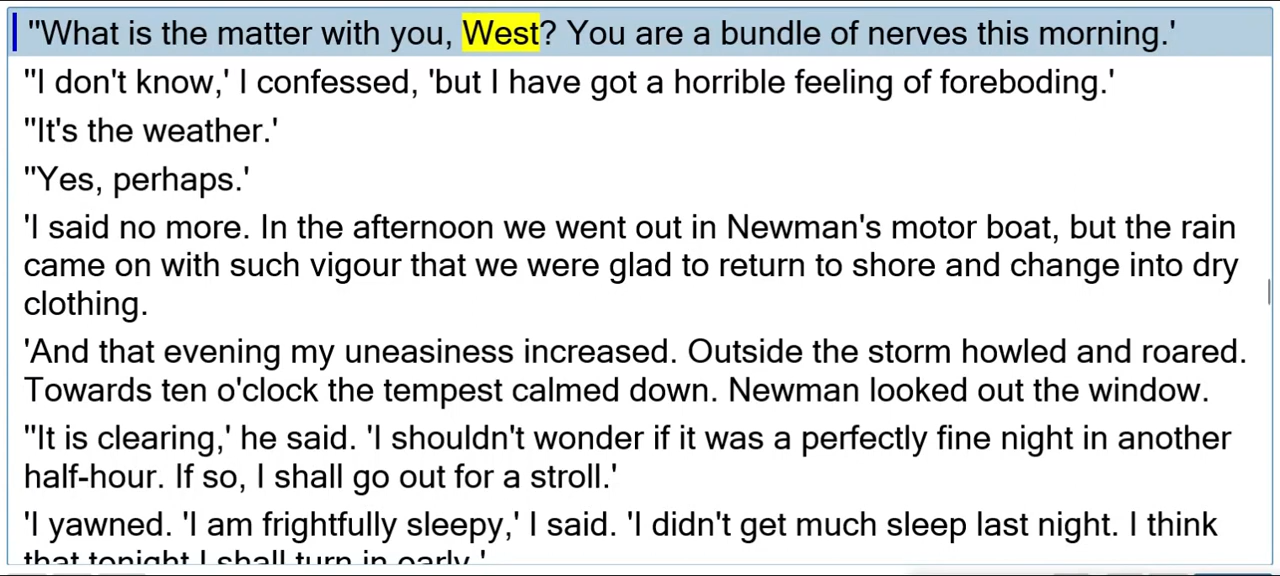 "What is the matter with you, West? You are a bundle of nerves this morning.'
"I don't know,' I confessed, 'but I have got a horrible feeling of foreboding.'
"It's the weather.'
"Yes, perhaps.'
'I said no more. In the afternoon we went out in Newman's motor boat, but the rain
came on with such vigour that we were glad to return to shore and change into dry
clothing.
'And that evening my uneasiness increased. Outside the storm howled and roared.
Towards ten o'clock the tempest calmed down. Newman looked out the window.
"It is clearing,' he said. 'I shouldn't wonder if it was a perfectly fine night in another
half-hour. If so, I shall go out for a stroll.'
'I yawned. 'I am frightfully sleepy,' I said. 'I didn't get much sleep last night. I think
that tonight I shall turn in early.'